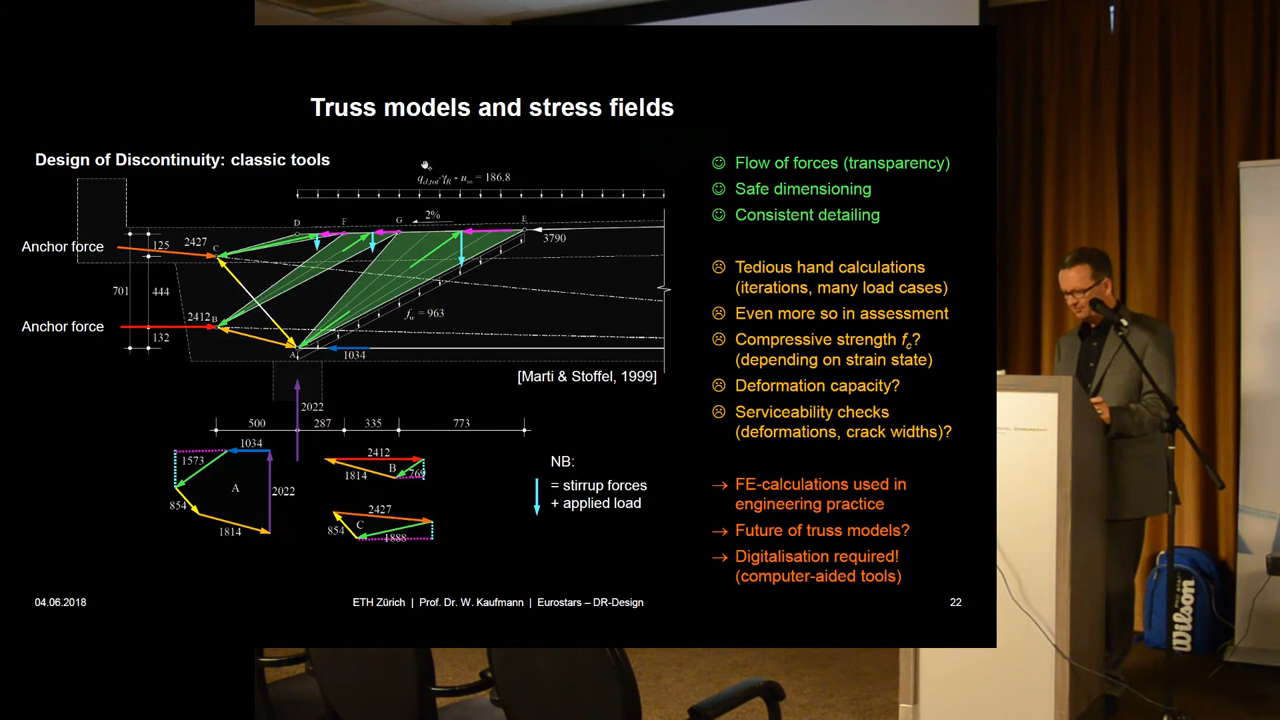 Truss models and stress fields
Design of Discontinuity: classic tools
= 186.8
D
F
G
2%
E
3790
Anchor force
2427
C
125
701
444
Anchor force
2412
B
132
= 963
A
1034
[Marti & Stoffel, 1999]
2022
500
287
335
773
1034
1573
A
2022
854
1814
2412
B
769
1814
2427
C
854
1888
NB:
= stirrup forces
+ applied load
☺ Flow of forces (transparency)
☺ Safe dimensioning
☺ Consistent detailing
☹ Tedious hand calculations
(iterations, many load cases)
☹ Even more so in assessment
☹ Compressive strength fc?
(depending on strain state)
☹ Deformation capacity?
☹ Serviceability checks
(deformations, crack widths)?
→ FE-calculations used in
engineering practice
→ Future of truss models?
→ Digitalisation required!
(computer-aided tools)
04.06.2018
ETH Zürich | Prof. Dr. W. Kaufmann | Eurostars – DR-Design
22
Wilson